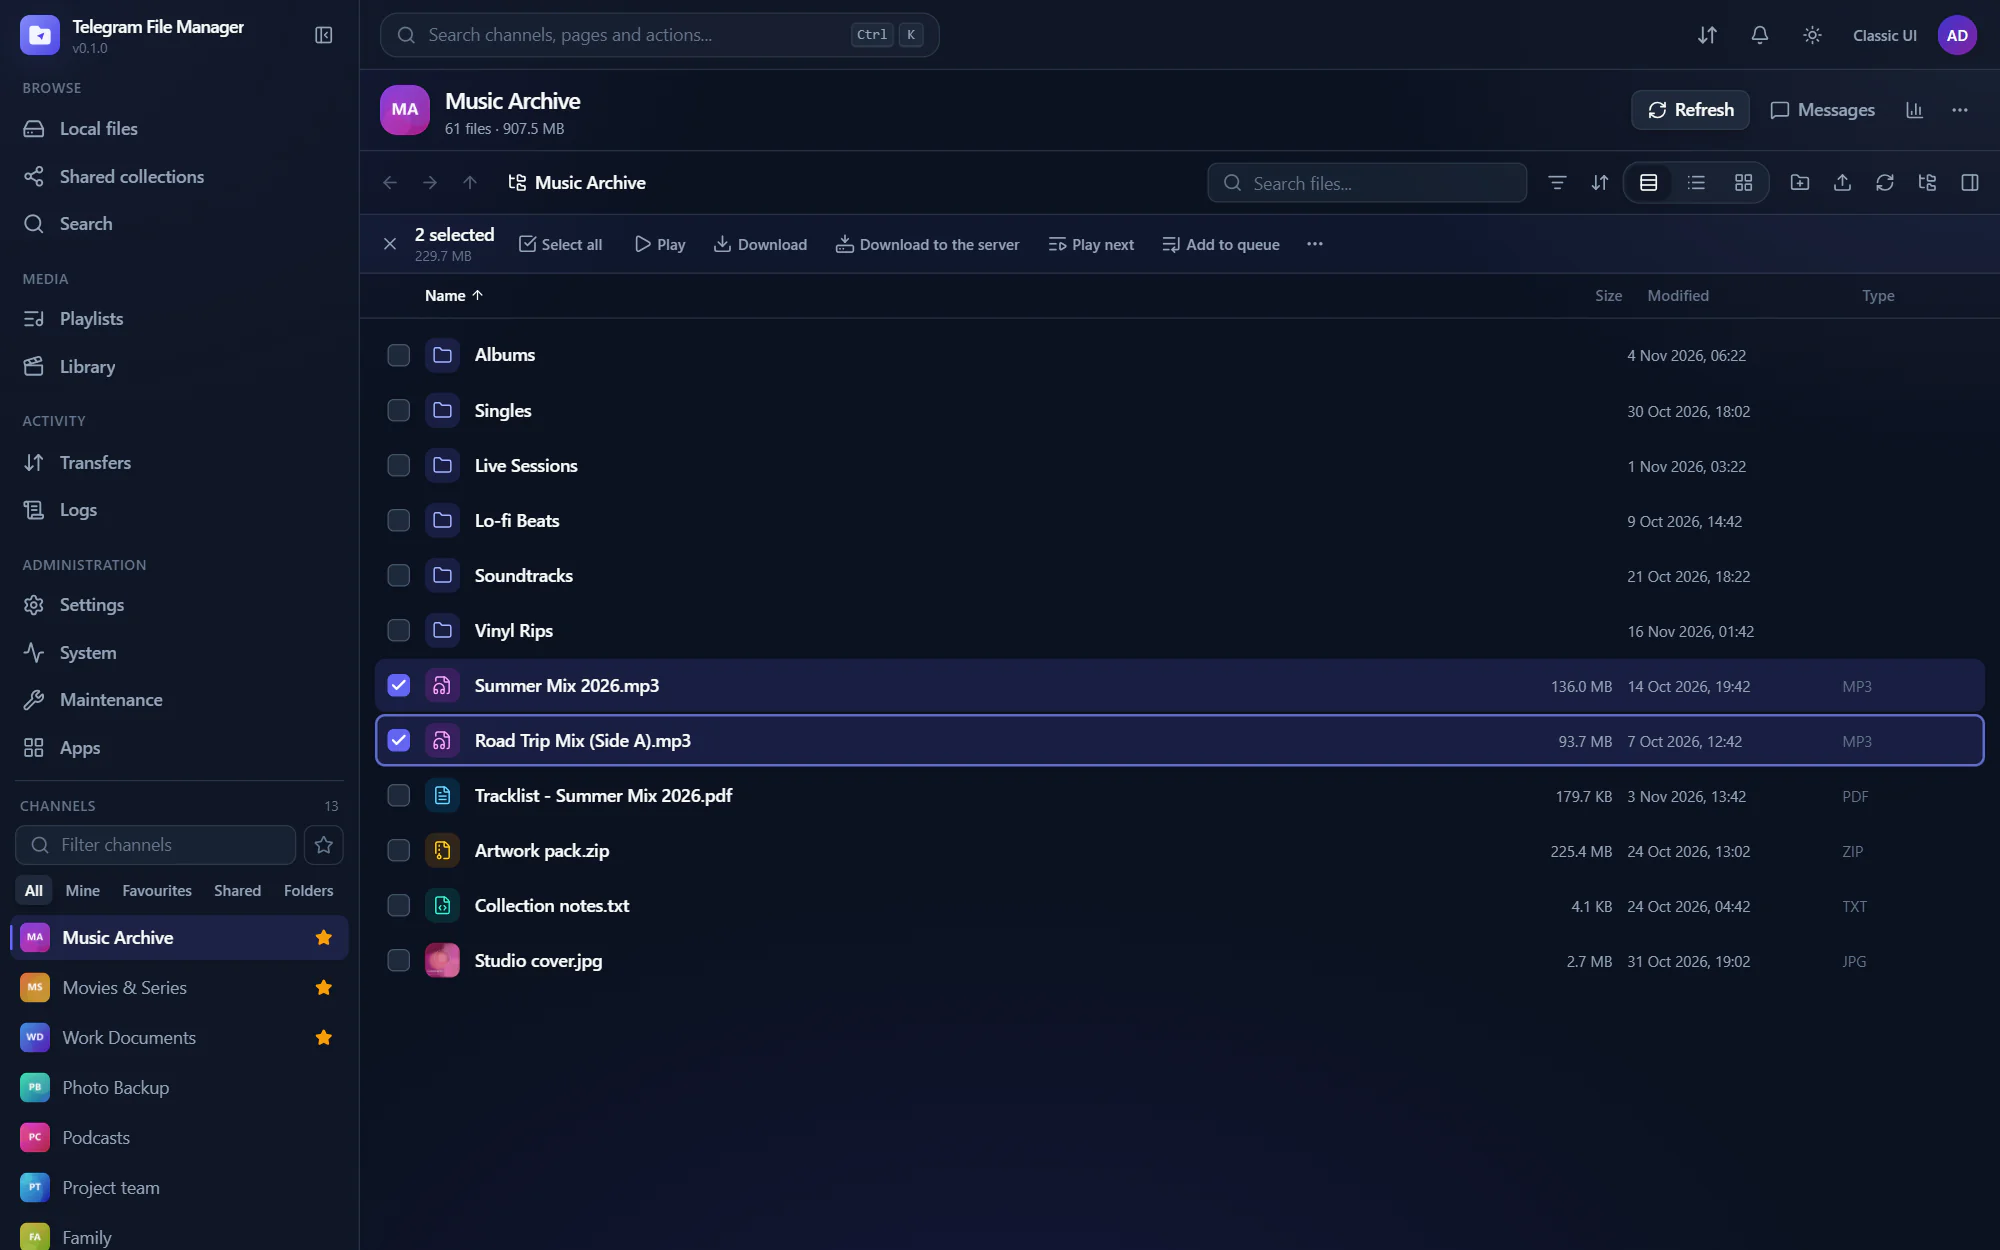 Telegram File Manager
v0.1.0
BROWSE
Local files
Shared collections
Search
MEDIA
Playlists
Library
ACTIVITY
Transfers
Logs
ADMINISTRATION
Settings
System
Maintenance
Apps
CHANNELS 13
Filter channels
All Mine Favourites Shared Folders
MA Music Archive
MS Movies & Series
WD Work Documents
PB Photo Backup
PC Podcasts
PT Project team
FA Family
Search channels, pages and actions... Ctrl K
Classic UI AD
MA Music Archive
61 files · 907.5 MB
Refresh Messages
Music Archive
Search files...
2 selected
229.7 MB
Select all Play Download Download to the server Play next Add to queue
Name Size Modified Type
Albums 4 Nov 2026, 06:22
Singles 30 Oct 2026, 18:02
Live Sessions 1 Nov 2026, 03:22
Lo-fi Beats 9 Oct 2026, 14:42
Soundtracks 21 Oct 2026, 18:22
Vinyl Rips 16 Nov 2026, 01:42
Summer Mix 2026.mp3 136.0 MB 14 Oct 2026, 19:42 MP3
Road Trip Mix (Side A).mp3 93.7 MB 7 Oct 2026, 12:42 MP3
Tracklist - Summer Mix 2026.pdf 179.7 KB 3 Nov 2026, 13:42 PDF
Artwork pack.zip 225.4 MB 24 Oct 2026, 13:02 ZIP
Collection notes.txt 4.1 KB 24 Oct 2026, 04:42 TXT
Studio cover.jpg 2.7 MB 31 Oct 2026, 19:02 JPG